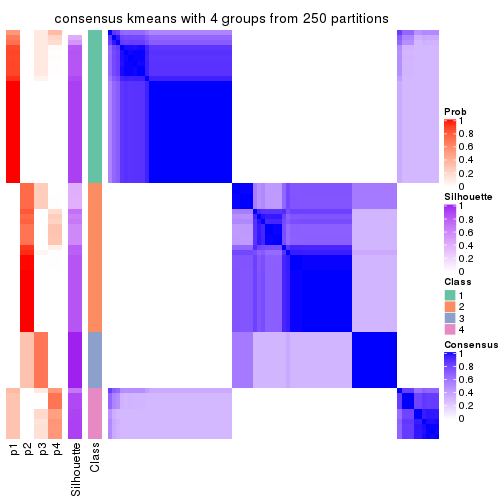 consensus kmeans with 4 groups from 250 partitions
Prob
1
0.8
0.6
0.4
0.2
0
Silhouette
1
0.8
0.6
0.4
0.2
0
Class
1
2
3
4
Consensus
1
0.8
0.6
0.4
0.2
0
p1
p2
p3
p4
Silhouette
Class